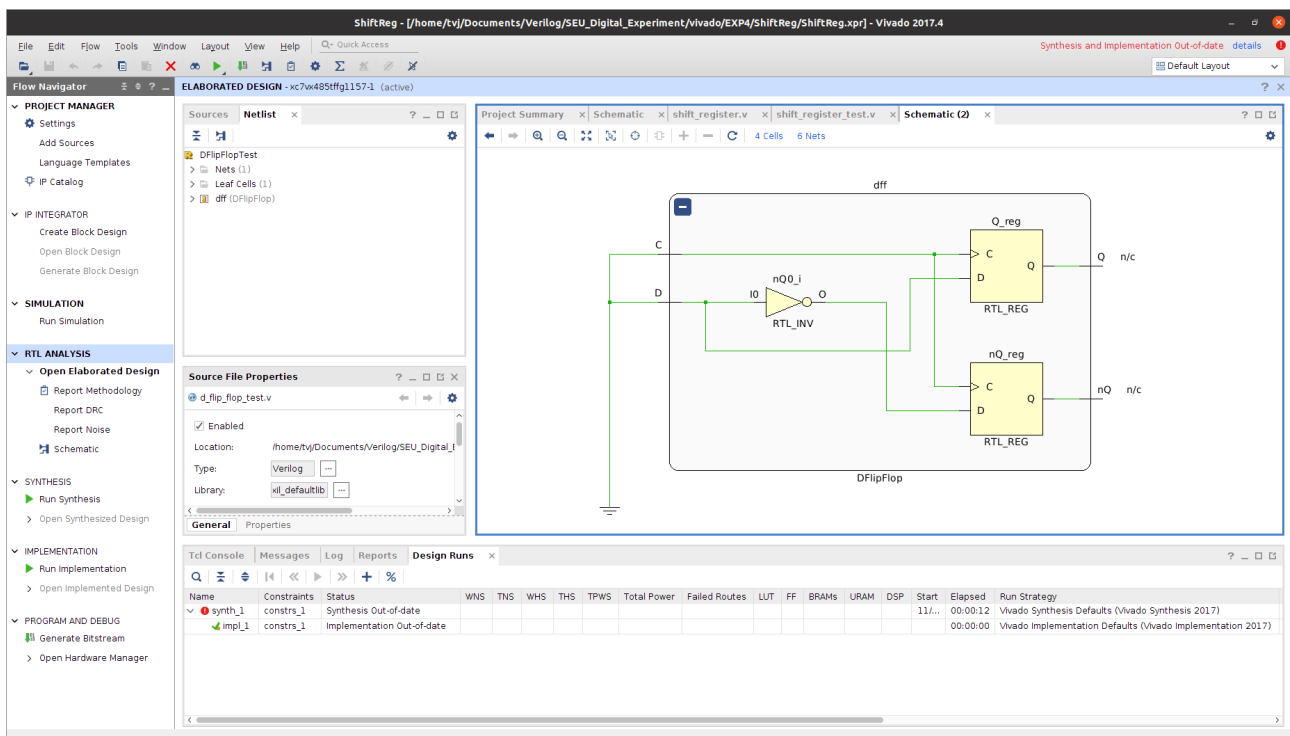 ShiftReg - [/home/tvj/Documents/Verilog/SEU_Digital_Experiment/vivado/EXP4/ShiftReg/ShiftReg.xpr] - Vivado 2017.4
File Edit Flow Tools Window Layout View Help Q- Quick Access
Synthesis and Implementation Out-of-date details
Default Layout
Flow Navigator
PROJECT MANAGER
Settings
Add Sources
Language Templates
IP Catalog
IP INTEGRATOR
Create Block Design
Open Block Design
Generate Block Design
SIMULATION
Run Simulation
RTL ANALYSIS
Open Elaborated Design
Report Methodology
Report DRC
Report Noise
Schematic
SYNTHESIS
Run Synthesis
Open Synthesized Design
IMPLEMENTATION
Run Implementation
Open Implemented Design
PROGRAM AND DEBUG
Generate Bitstream
Open Hardware Manager
ELABORATED DESIGN - xc7vx485tffg1157-1 (active)
Sources Netlist
DFlipFlopTest
Nets (1)
Leaf Cells (1)
dff (DFlipFlop)
Source File Properties
d_flip_flop_test.v
Enabled
Location: /home/tvj/Documents/Verilog/SEU_Digital_E
Type: Verilog
Library: xil_defaultlib
General Properties
Project Summary Schematic shift_register.v shift_register_test.v Schematic (2)
4 Cells 6 Nets
dff
Q_reg
C
C
Q
Q n/c
D
nQ0_i
D
I0 O
RTL_REG
RTL_INV
nQ_reg
C
Q
nQ n/c
D
RTL_REG
DFlipFlop
Tcl Console Messages Log Reports Design Runs
Name Constraints Status WNS TNS WHS THS TPWS Total Power Failed Routes LUT FF BRAMs URAM DSP Start Elapsed Run Strategy
synth_1 constrs_1 Synthesis Out-of-date 11/... 00:00:12 Vivado Synthesis Defaults (Vivado Synthesis 2017)
impl_1 constrs_1 Implementation Out-of-date 00:00:00 Vivado Implementation Defaults (Vivado Implementation 2017)